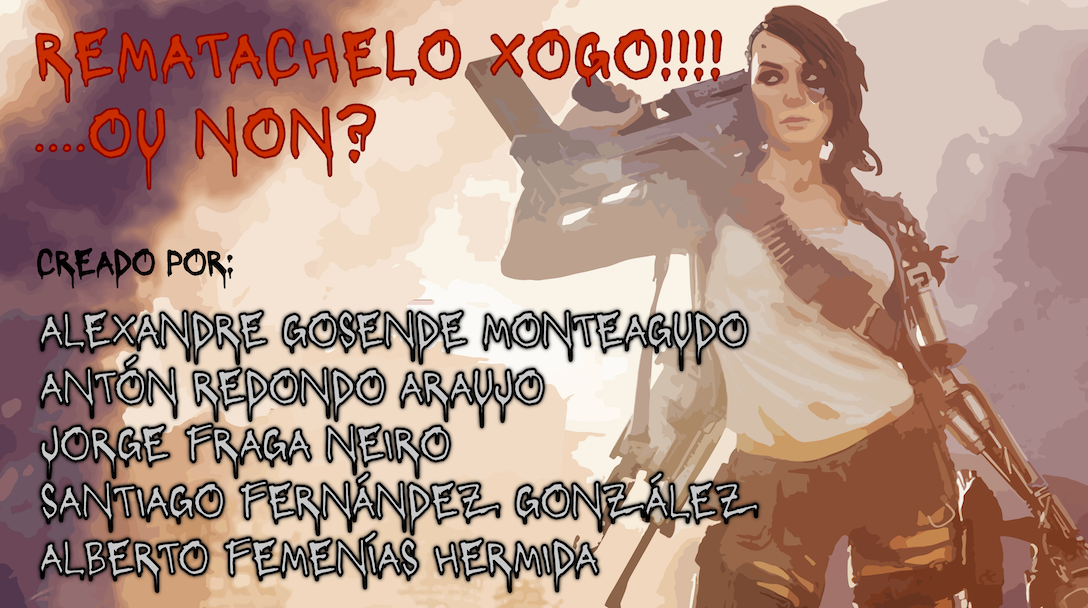 REMATACHELO XOGO!!!!
....OU NON?
CREADO POR:
ALEXANDRE GOSENDE MONTEAGUDO
ANTÓN REDONDO ARAUJO
JORGE FRAGA NEIRO
SANTIAGO FERNÁNDEZ GONZÁLEZ
ALBERTO FEMENÍAS HERMIDA